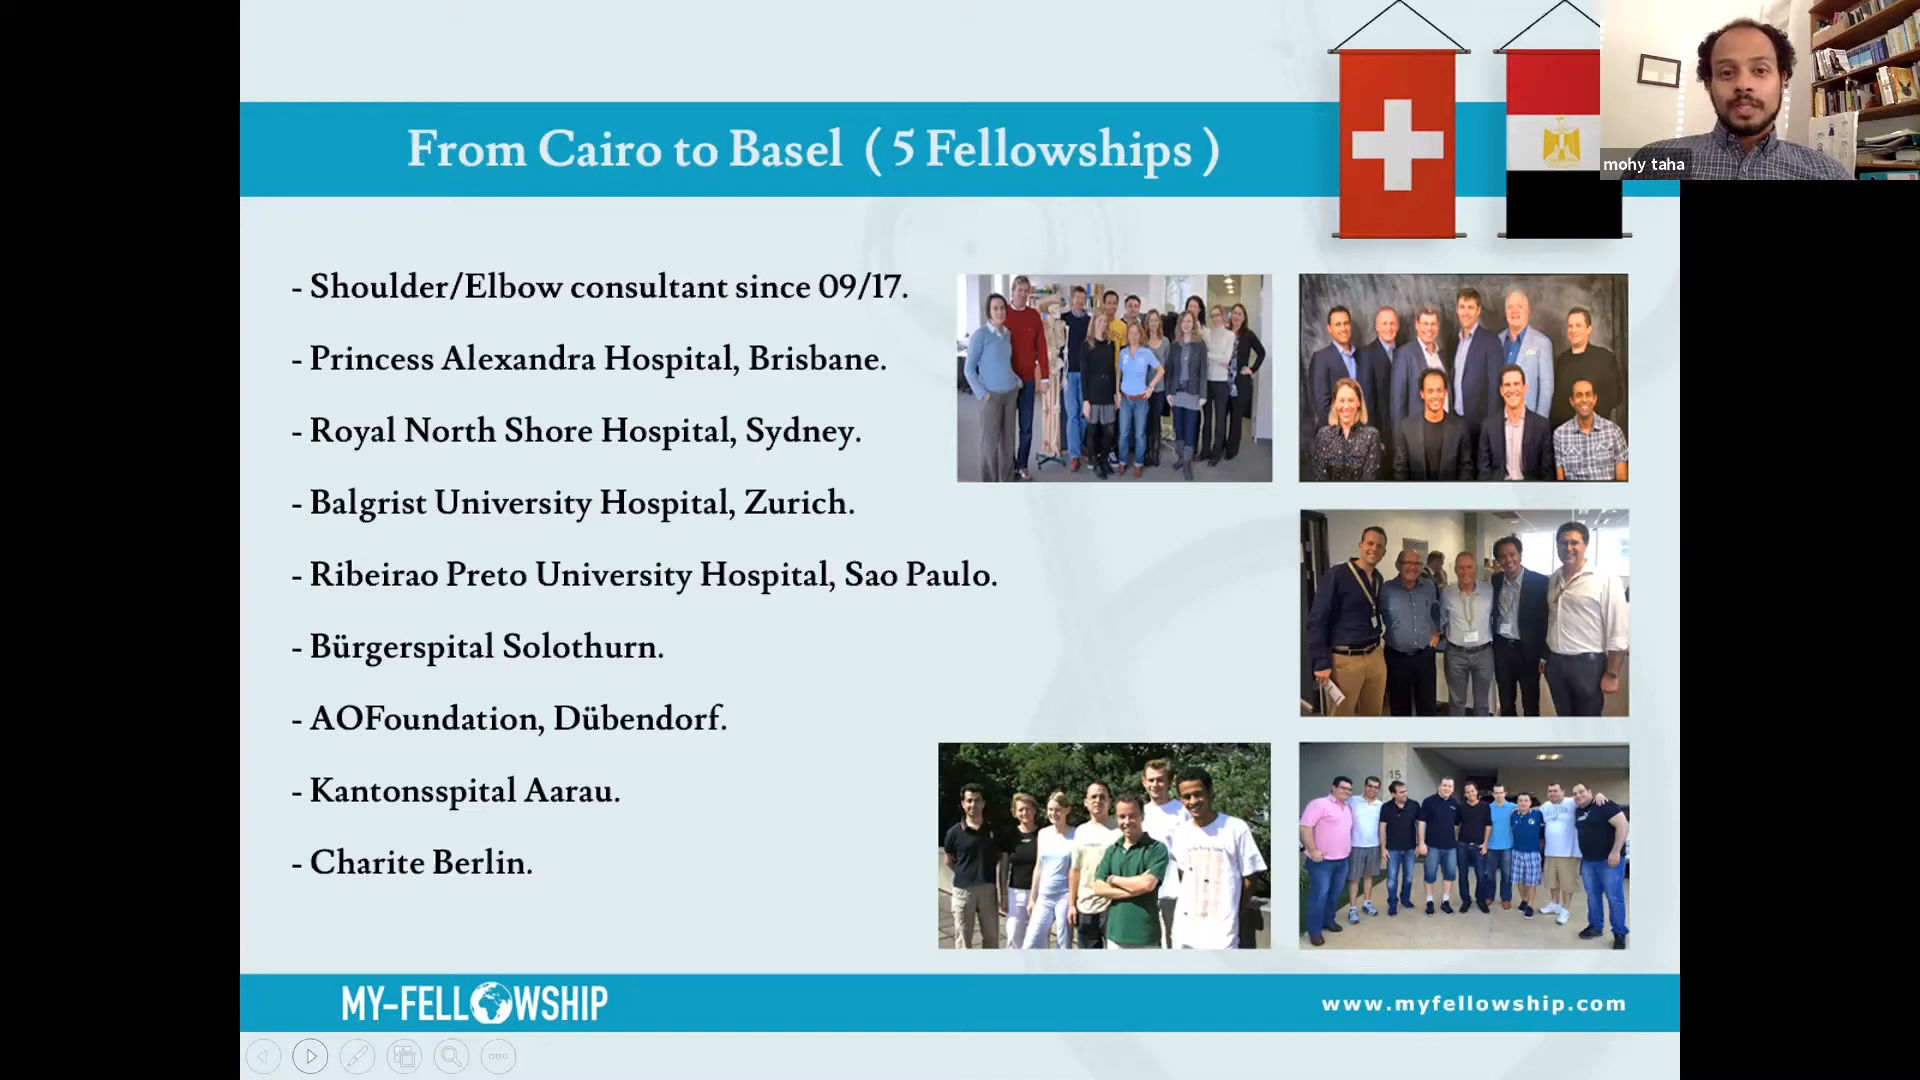 From Cairo to Basel ( 5 Fellowships )
mohy taha
- Shoulder/Elbow consultant since 09/17.
- Princess Alexandra Hospital, Brisbane.
- Royal North Shore Hospital, Sydney.
- Balgrist University Hospital, Zurich.
- Ribeirao Preto University Hospital, Sao Paulo.
- Bürgerspital Solothurn.
- AOFoundation, Dübendorf.
- Kantonsspital Aarau.
- Charite Berlin.
15
MY-FELLOWSHIP
www.myfellowship.com